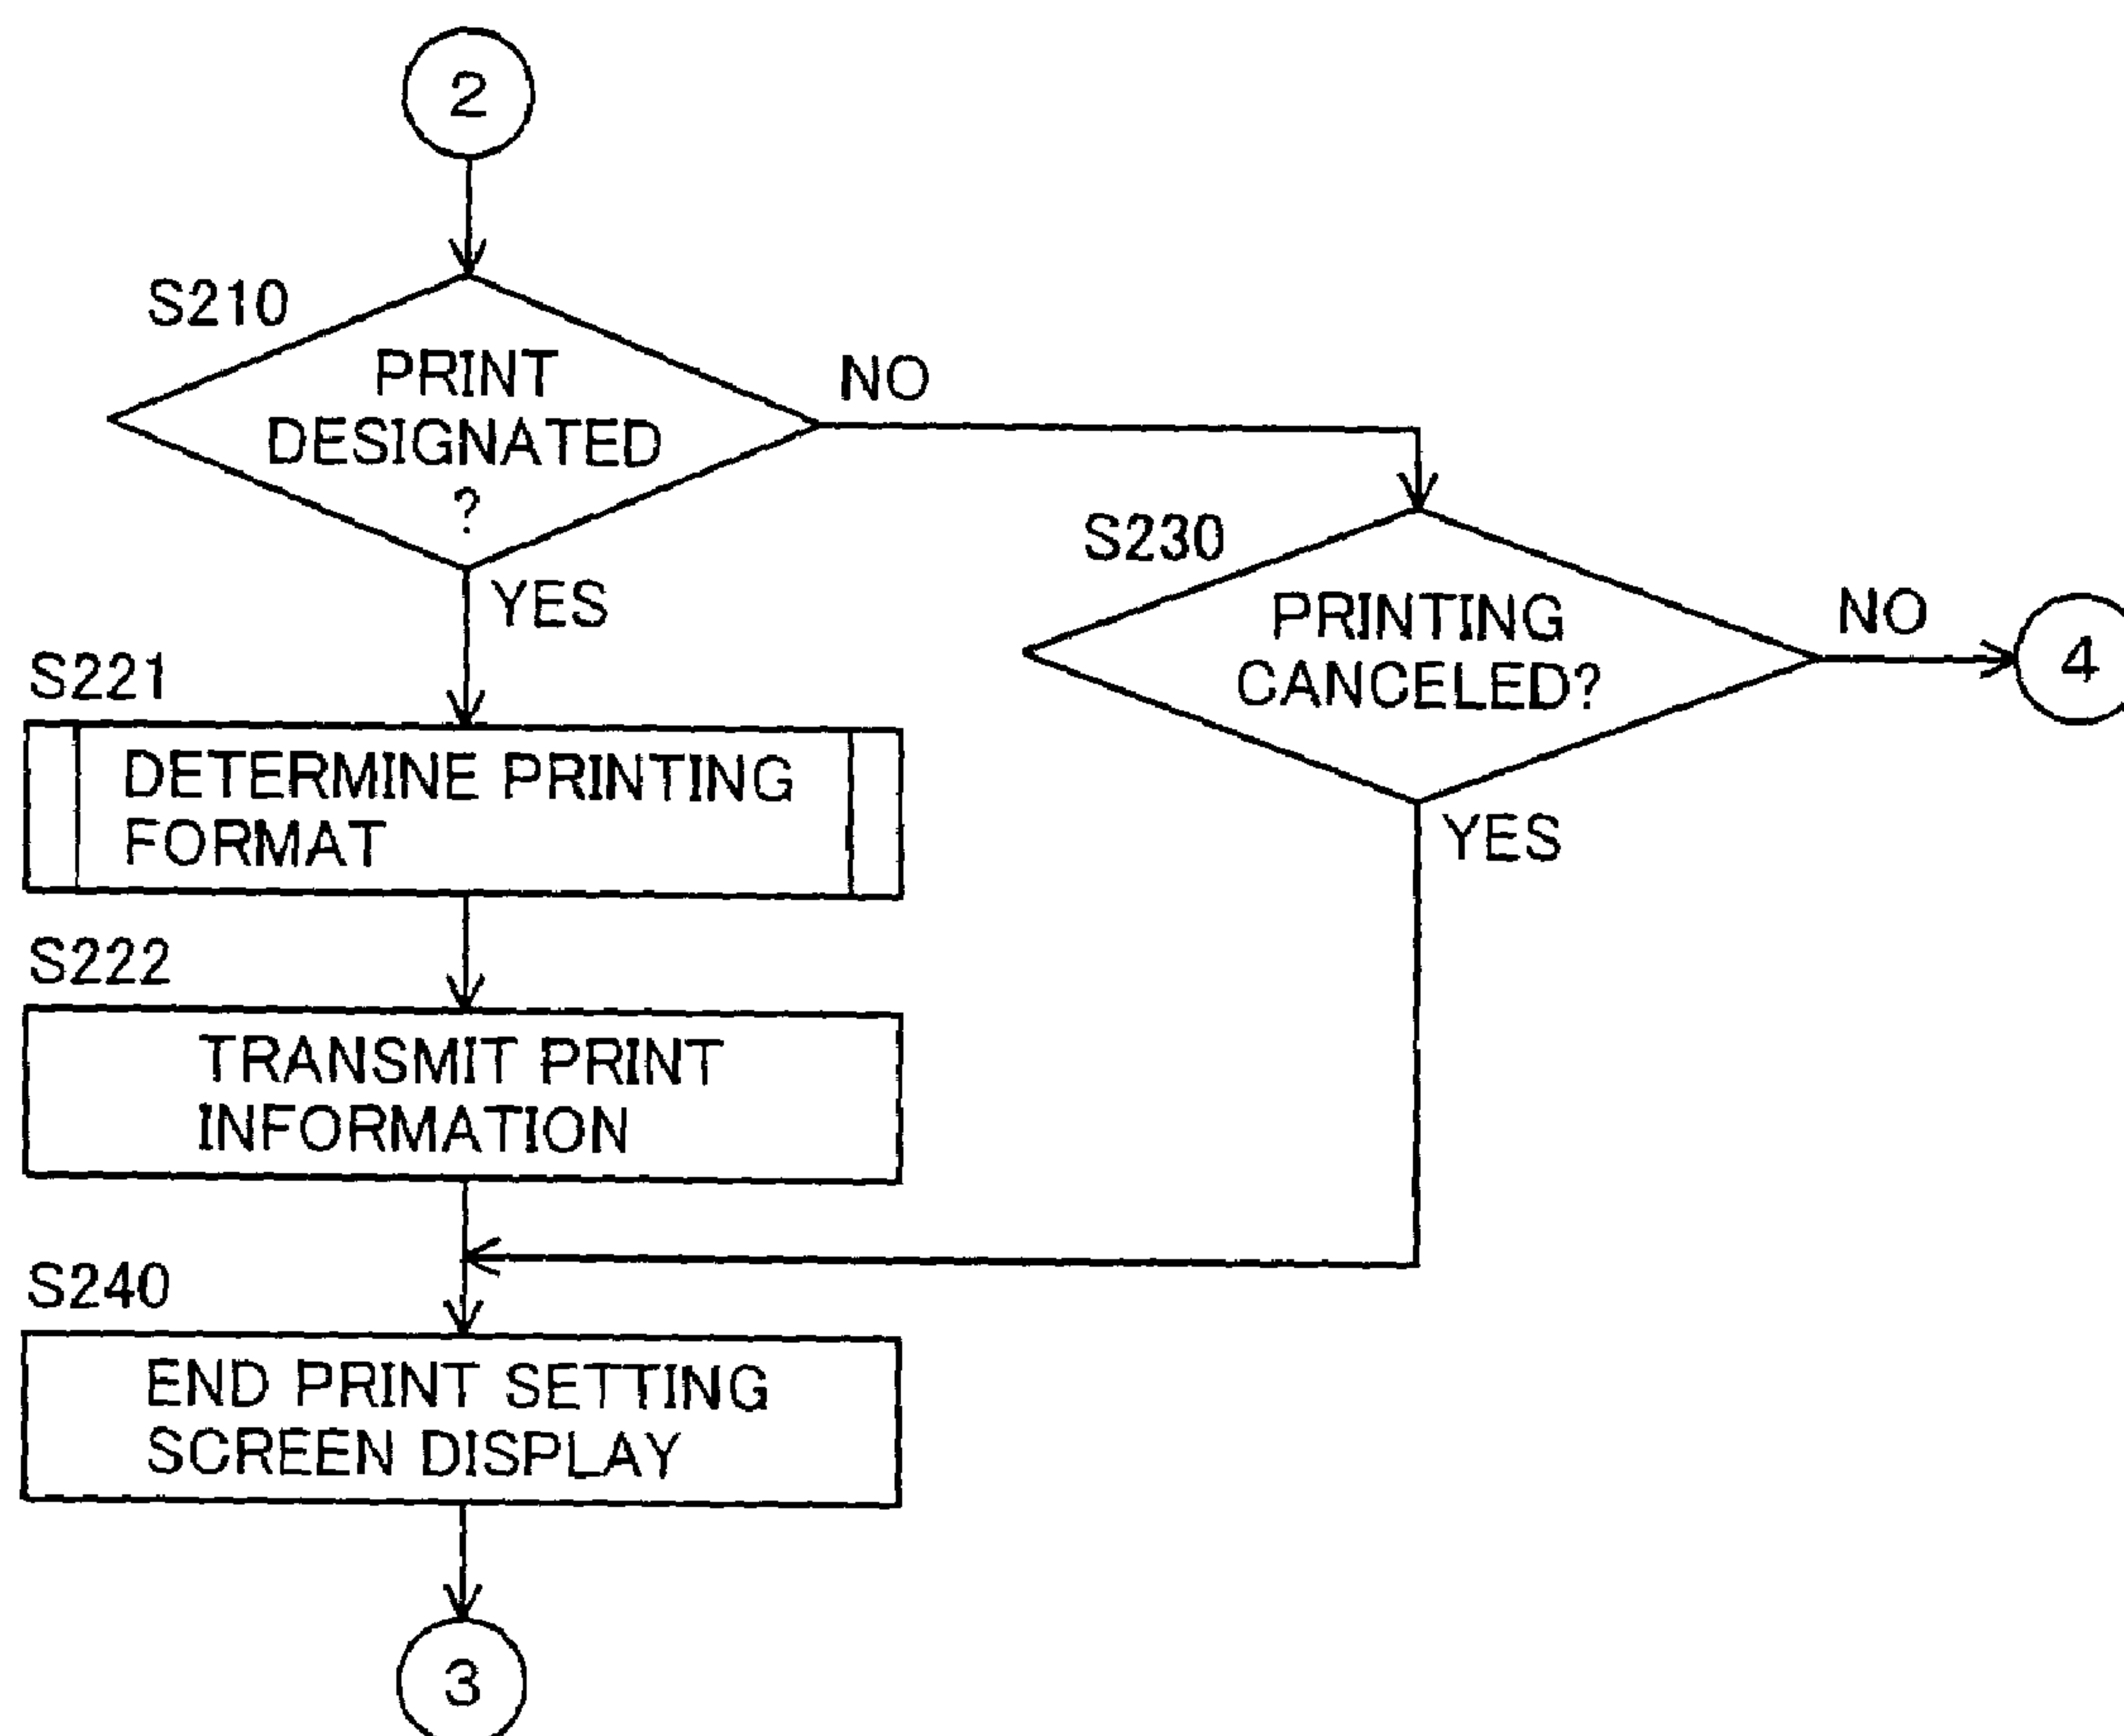 2
S210
PRINT
DESIGNATED
?
NO
YES
S230
PRINTING
CANCELED?
NO
4
YES
S221
DETERMINE PRINTING
FORMAT
S222
TRANSMIT PRINT
INFORMATION
S240
END PRINT SETTING
SCREEN DISPLAY
3